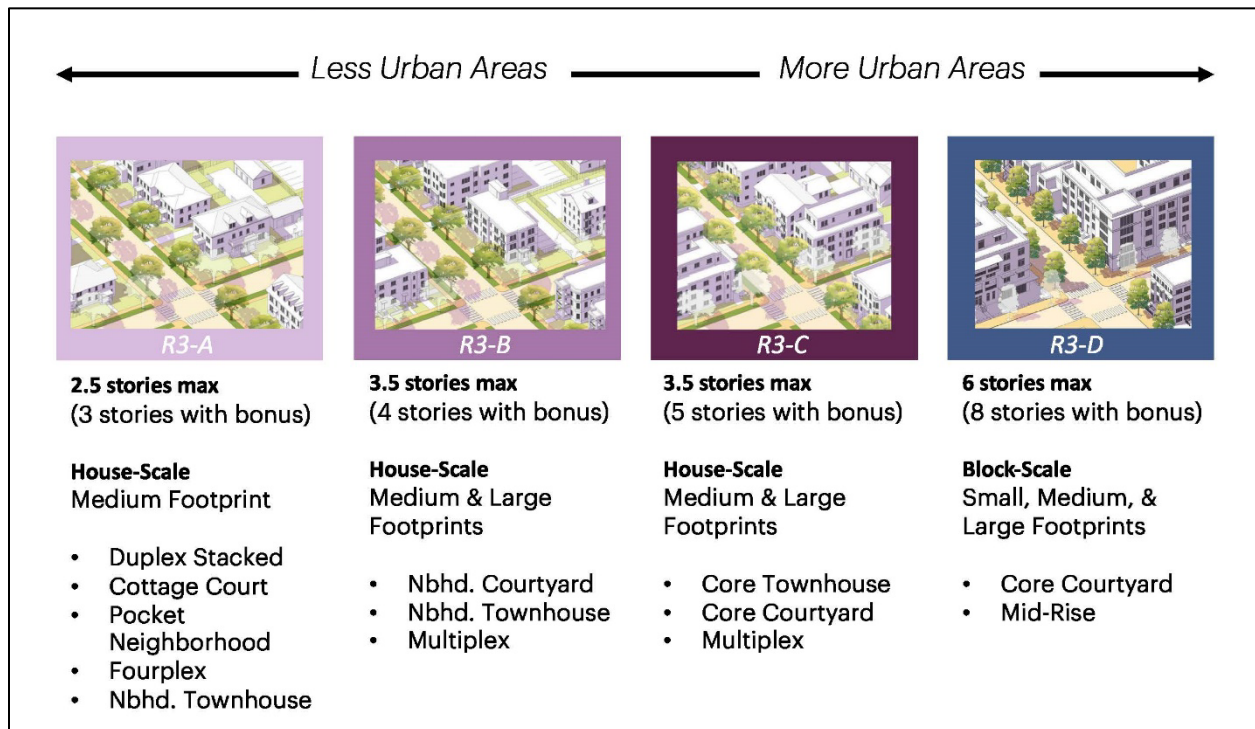 Less Urban Areas
More Urban Areas
R3-A
2.5 stories max
(3 stories with bonus)
House-Scale
Medium Footprint
• Duplex Stacked
• Cottage Court
• Pocket
Neighborhood
• Fourplex
• Nbhd. Townhouse
R3-B
3.5 stories max
(4 stories with bonus)
House-Scale
Medium & Large
Footprints
• Nbhd. Courtyard
• Nbhd. Townhouse
• Multiplex
R3-C
3.5 stories max
(5 stories with bonus)
House-Scale
Medium & Large
Footprints
• Core Townhouse
• Core Courtyard
• Multiplex
R3-D
6 stories max
(8 stories with bonus)
Block-Scale
Small, Medium, &
Large Footprints
• Core Courtyard
• Mid-Rise